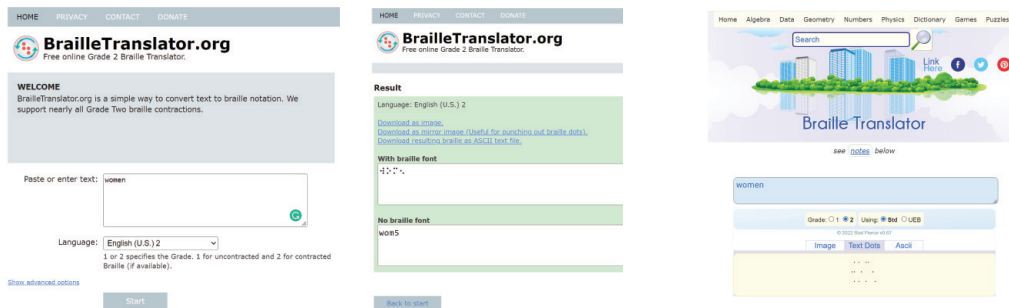 HOME PRIVACY CONTACT DONATE
BrailleTranslator.org
Free online Grade 2 Braille Translator.
WELCOME
BrailleTranslator.org is a simple way to convert text to braille notation. We
support nearly all Grade Two braille contractions.
Paste or enter text: women
Language: English (U.S.) 2
1 or 2 specifies the Grade. 1 for uncontracted and 2 for contracted
Braille (if available).
Show advanced options
Start
HOME PRIVACY CONTACT DONATE
BrailleTranslator.org
Free online Grade 2 Braille Translator.
Result
Language: English (U.S.) 2
Download as image.
Download as mirror image (Useful for punching out braille dots).
Download resulting braille as ASCII text file.
With braille font
⠺⠕⠍⠢
No braille font
wom5
Back to start
Home Algebra Data Geometry Numbers Physics Dictionary Games Puzzles
Search
Link
Here
Braille Translator
see notes below
women
Grade: 1 2 Using: Std UEB
© 2022 Rod Pierce v0.67
Image Text Dots Ascii